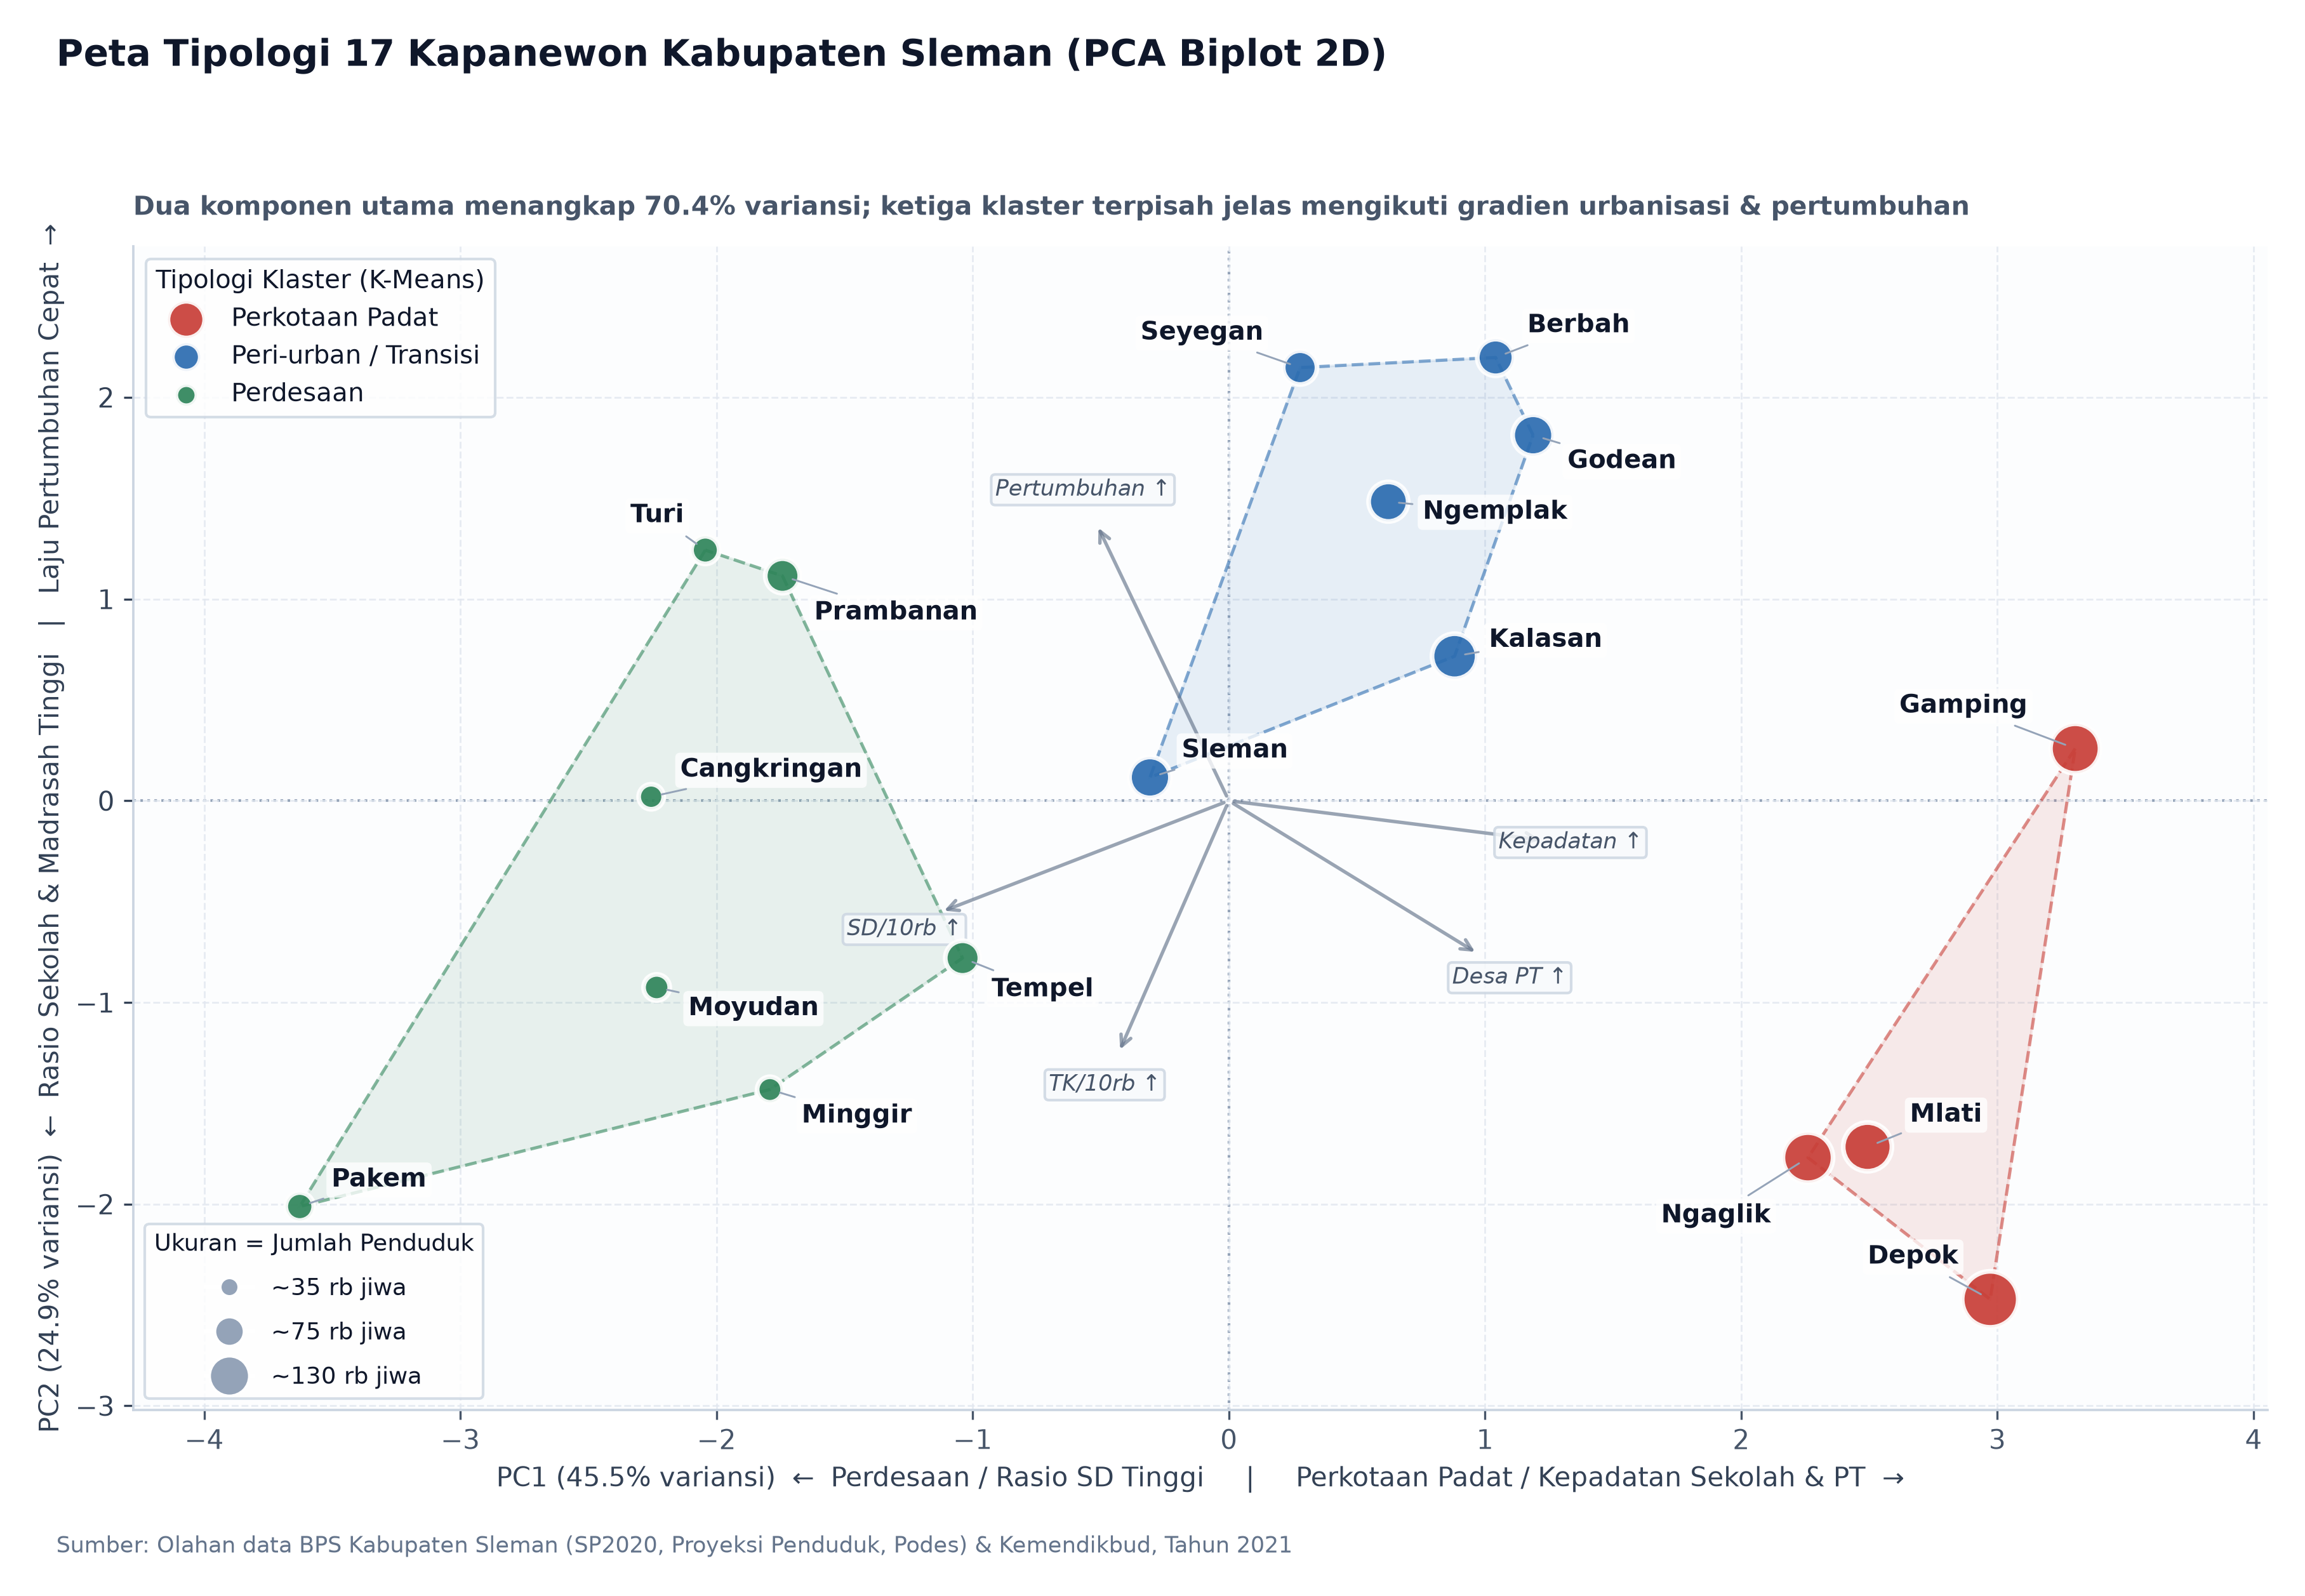 Peta Tipologi 17 Kapanewon Kabupaten Sleman (PCA Biplot 2D)
Dua komponen utama menangkap 70.4% variansi; ketiga klaster terpisah jelas mengikuti gradien urbanisasi & pertumbuhan
PC2 (24.9% variansi) ← Rasio Sekolah & Madrasah Tinggi | Laju Pertumbuhan Cepat →
Tipologi Klaster (K-Means)
Perkotaan Padat
Peri-urban / Transisi
Perdesaan
2
1
0
−1
−2
−3
Seyegan
Berbah
Godean
Ngemplak
Pertumbuhan ↑
Turi
Prambanan
Kalasan
Gamping
Sleman
Cangkringan
Kepadatan ↑
SD/10rb ↑
Desa PT ↑
Tempel
Moyudan
TK/10rb ↑
Minggir
Mlati
Pakem
Ngaglik
Depok
Ukuran = Jumlah Penduduk
~35 rb jiwa
~75 rb jiwa
~130 rb jiwa
−4 −3 −2 −1 0 1 2 3 4
PC1 (45.5% variansi) ← Perdesaan / Rasio SD Tinggi | Perkotaan Padat / Kepadatan Sekolah & PT →
Sumber: Olahan data BPS Kabupaten Sleman (SP2020, Proyeksi Penduduk, Podes) & Kemendikbud, Tahun 2021